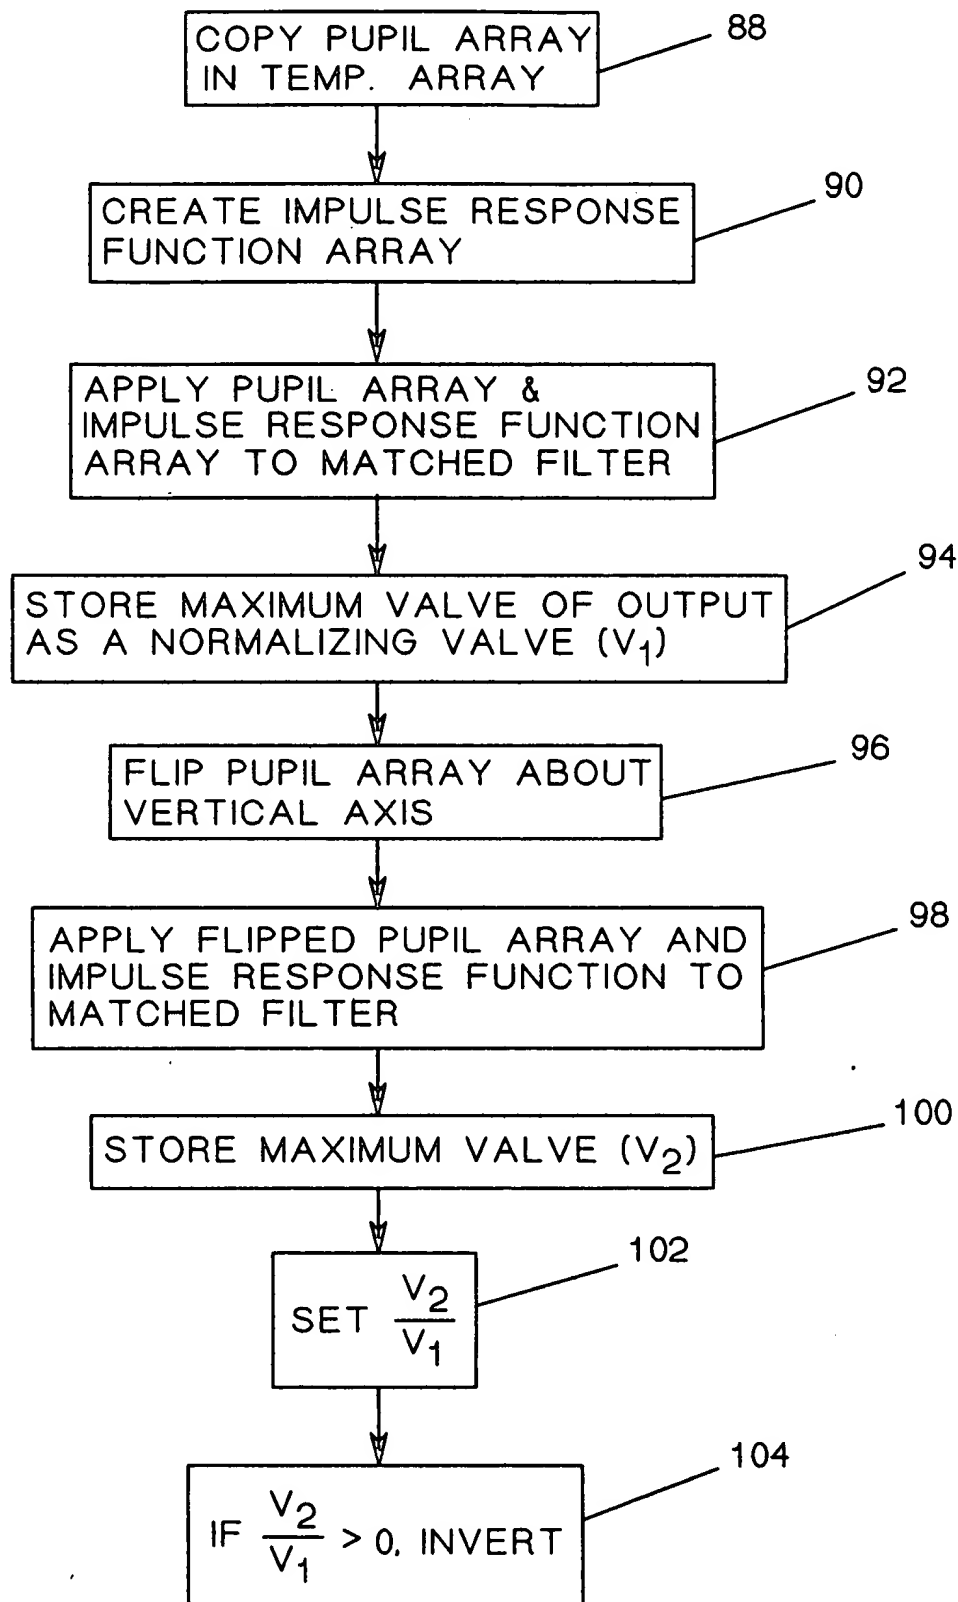 COPY PUPIL ARRAY
IN TEMP. ARRAY
88
CREATE IMPULSE RESPONSE
FUNCTION ARRAY
90
APPLY PUPIL ARRAY &
IMPULSE RESPONSE FUNCTION
ARRAY TO MATCHED FILTER
92
STORE MAXIMUM VALVE OF OUTPUT
AS A NORMALIZING VALVE (V₁)
94
FLIP PUPIL ARRAY ABOUT
VERTICAL AXIS
96
APPLY FLIPPED PUPIL ARRAY AND
IMPULSE RESPONSE FUNCTION TO
MATCHED FILTER
98
STORE MAXIMUM VALVE (V₂)
100
SET V₂/V₁
102
IF V₂/V₁ > 0. INVERT
104